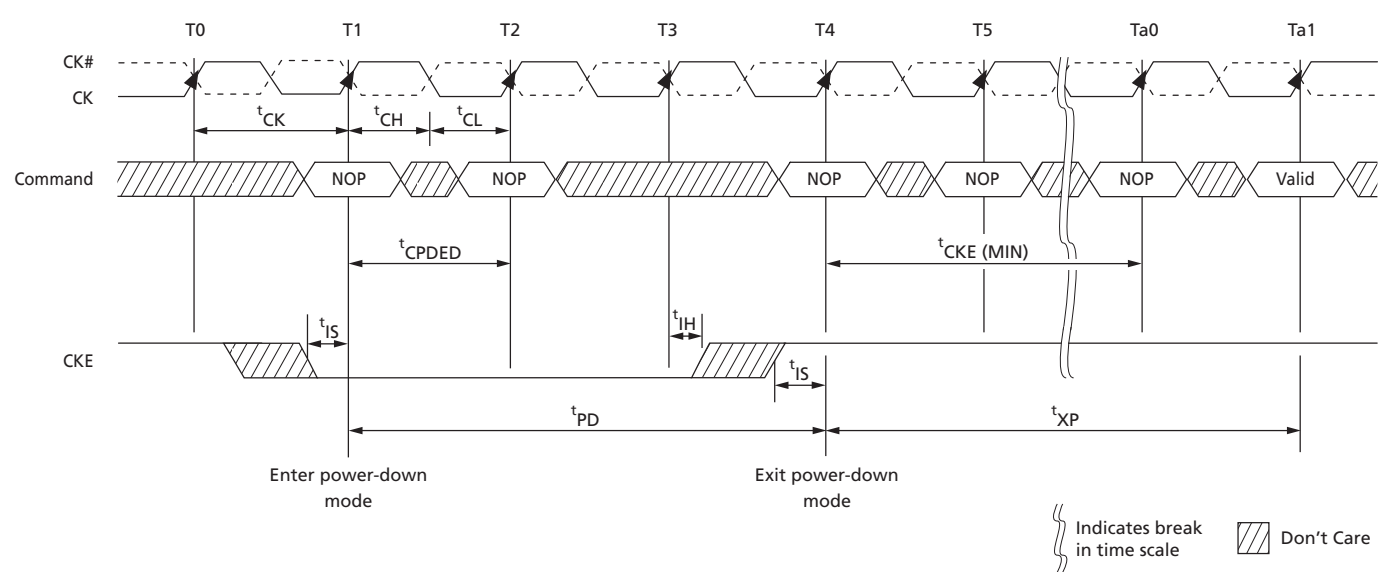 T0 T1 T2 T3 T4 T5 Ta0 Ta1
CK#
CK
tCK tCH tCL
Command NOP NOP NOP NOP NOP Valid
tCPDED tCKE (MIN)
tIS tIH
CKE
tIS
tPD tXP
Enter power-down
mode
Exit power-down
mode
Indicates break
in time scale
Don't Care